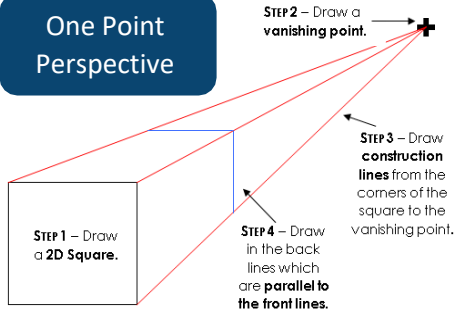 One Point
Perspective
STEP 2 – Draw a
vanishing point.
STEP 3 – Draw
construction
lines from the
corners of the
square to the
vanishing point.
STEP 1 – Draw
a 2D Square.
STEP 4 – Draw
in the back
lines which
are parallel to
the front lines.